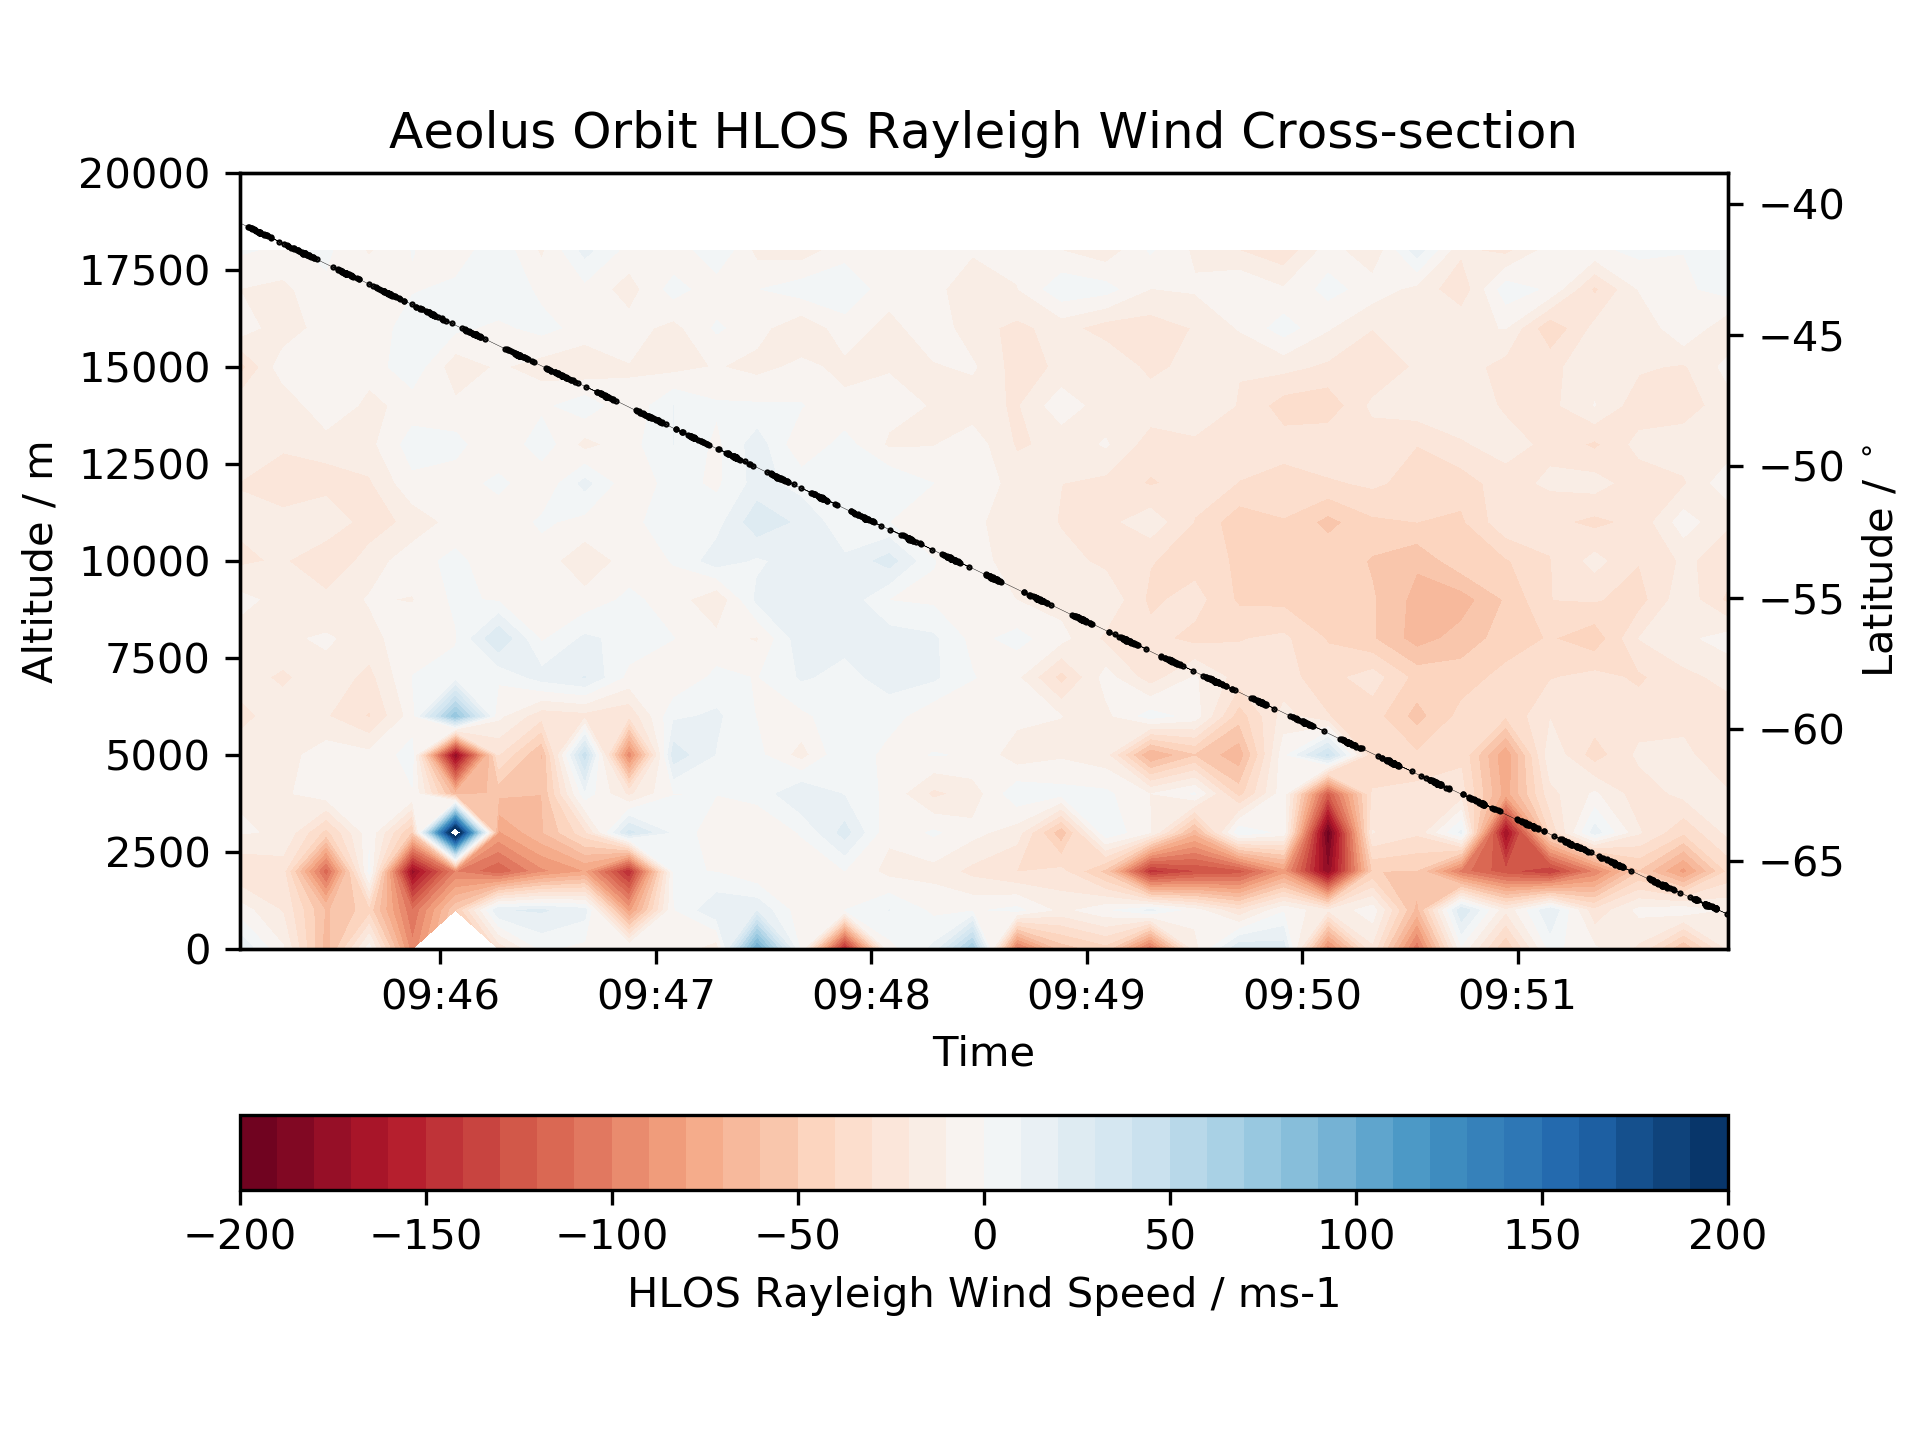 Aeolus Orbit HLOS Rayleigh Wind Cross-section
20000
17500
15000
12500
10000
7500
5000
2500
0
Altitude / m
−40
−45
−50
−55
−60
−65
Latitude / °
09:46 09:47 09:48 09:49 09:50 09:51
Time
−200 −150 −100 −50 0 50 100 150 200
HLOS Rayleigh Wind Speed / ms-1